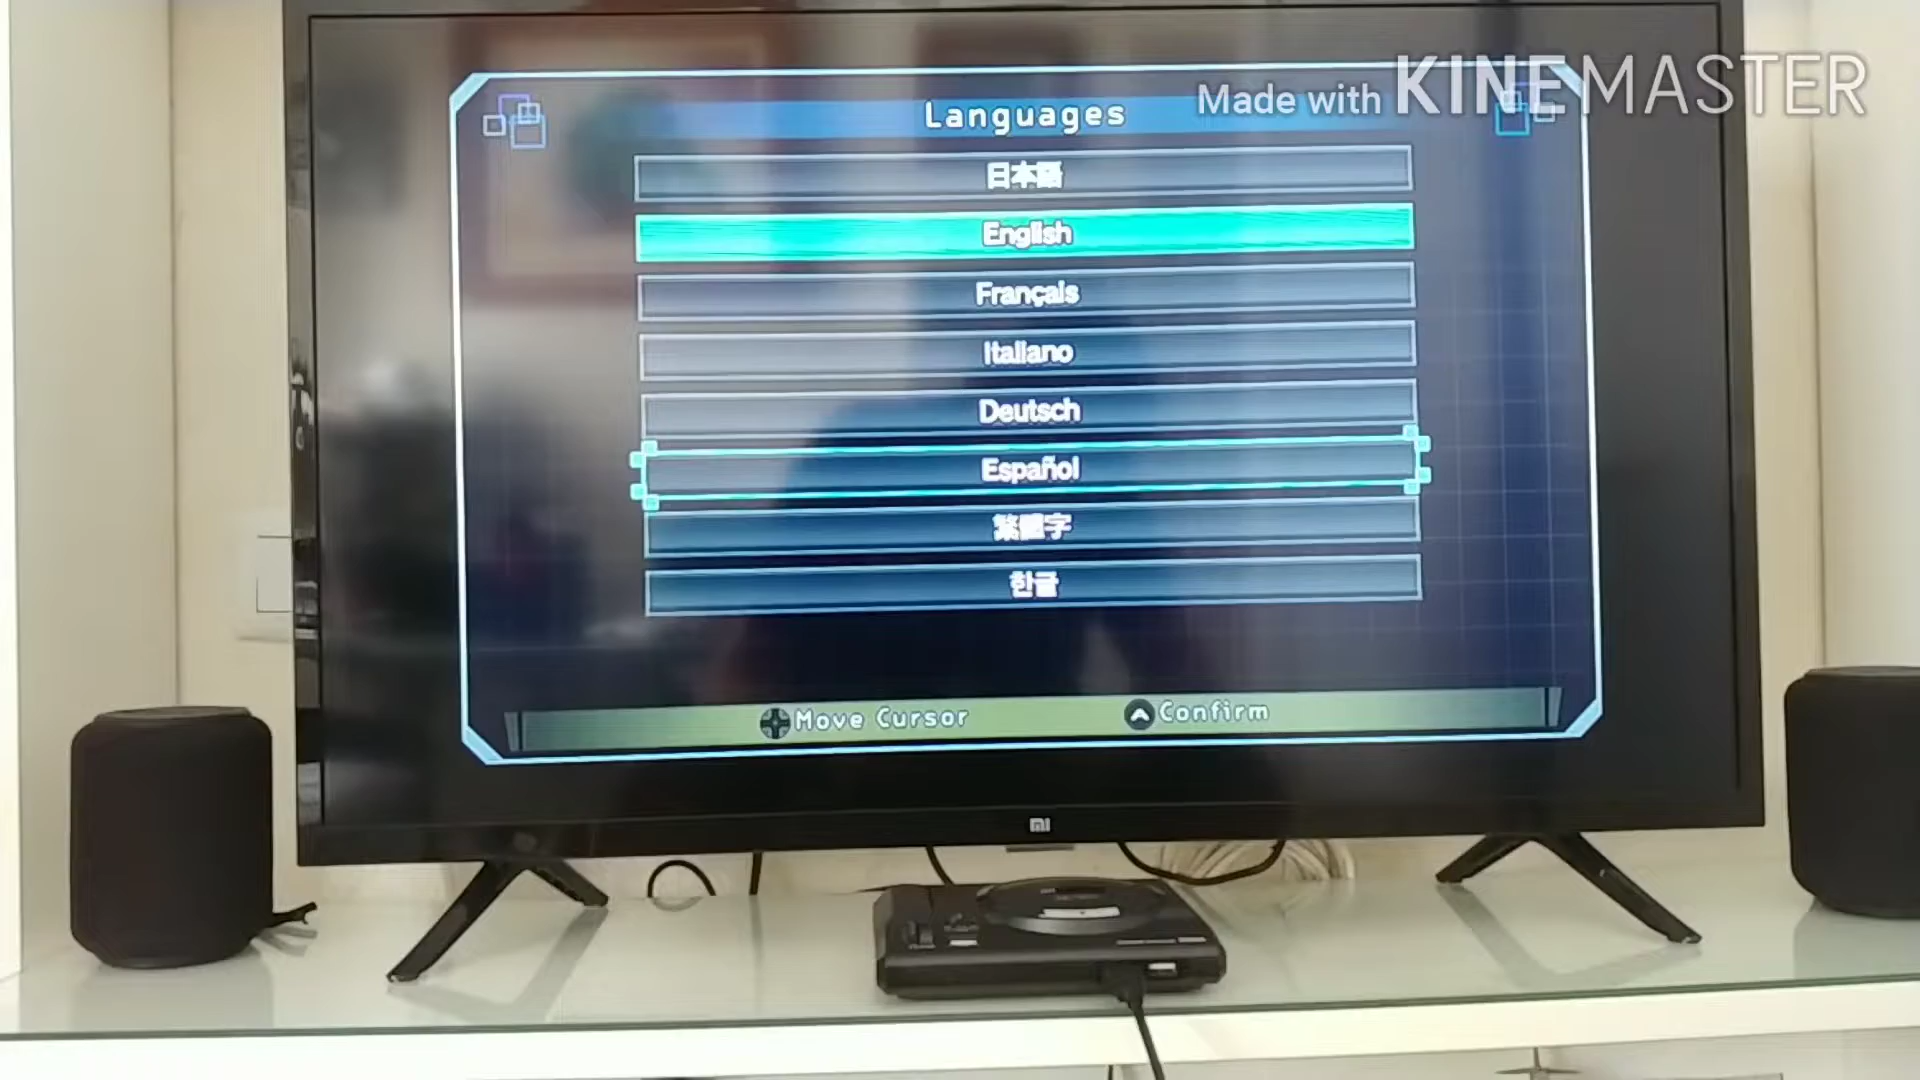 Made with KINEMASTER
Languages
日本語
English
Français
Italiano
Deutsch
Español
繁體字
한글
Move Cursor
Confirm
mi